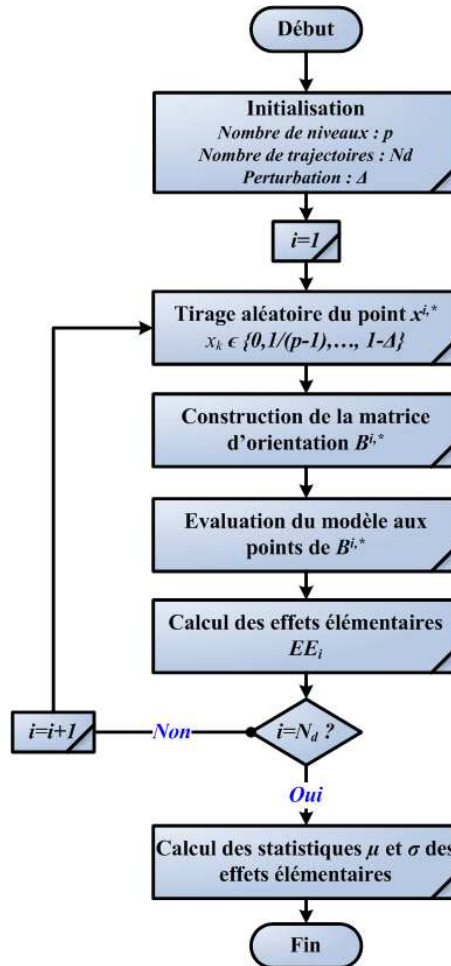 Début
Initialisation
Nombre de niveaux : p
Nombre de trajectoires : Nd
Perturbation : Δ
i=1
Tirage aléatoire du point x^{i,*}
x_k ϵ {0,1/(p-1),…, 1-Δ}
Construction de la matrice
d’orientation B^{i,*}
Evaluation du modèle aux
points de B^{i,*}
Calcul des effets élémentaires
EE_i
i=i+1
Non
i=N_d ?
Oui
Calcul des statistiques μ et σ des
effets élémentaires
Fin